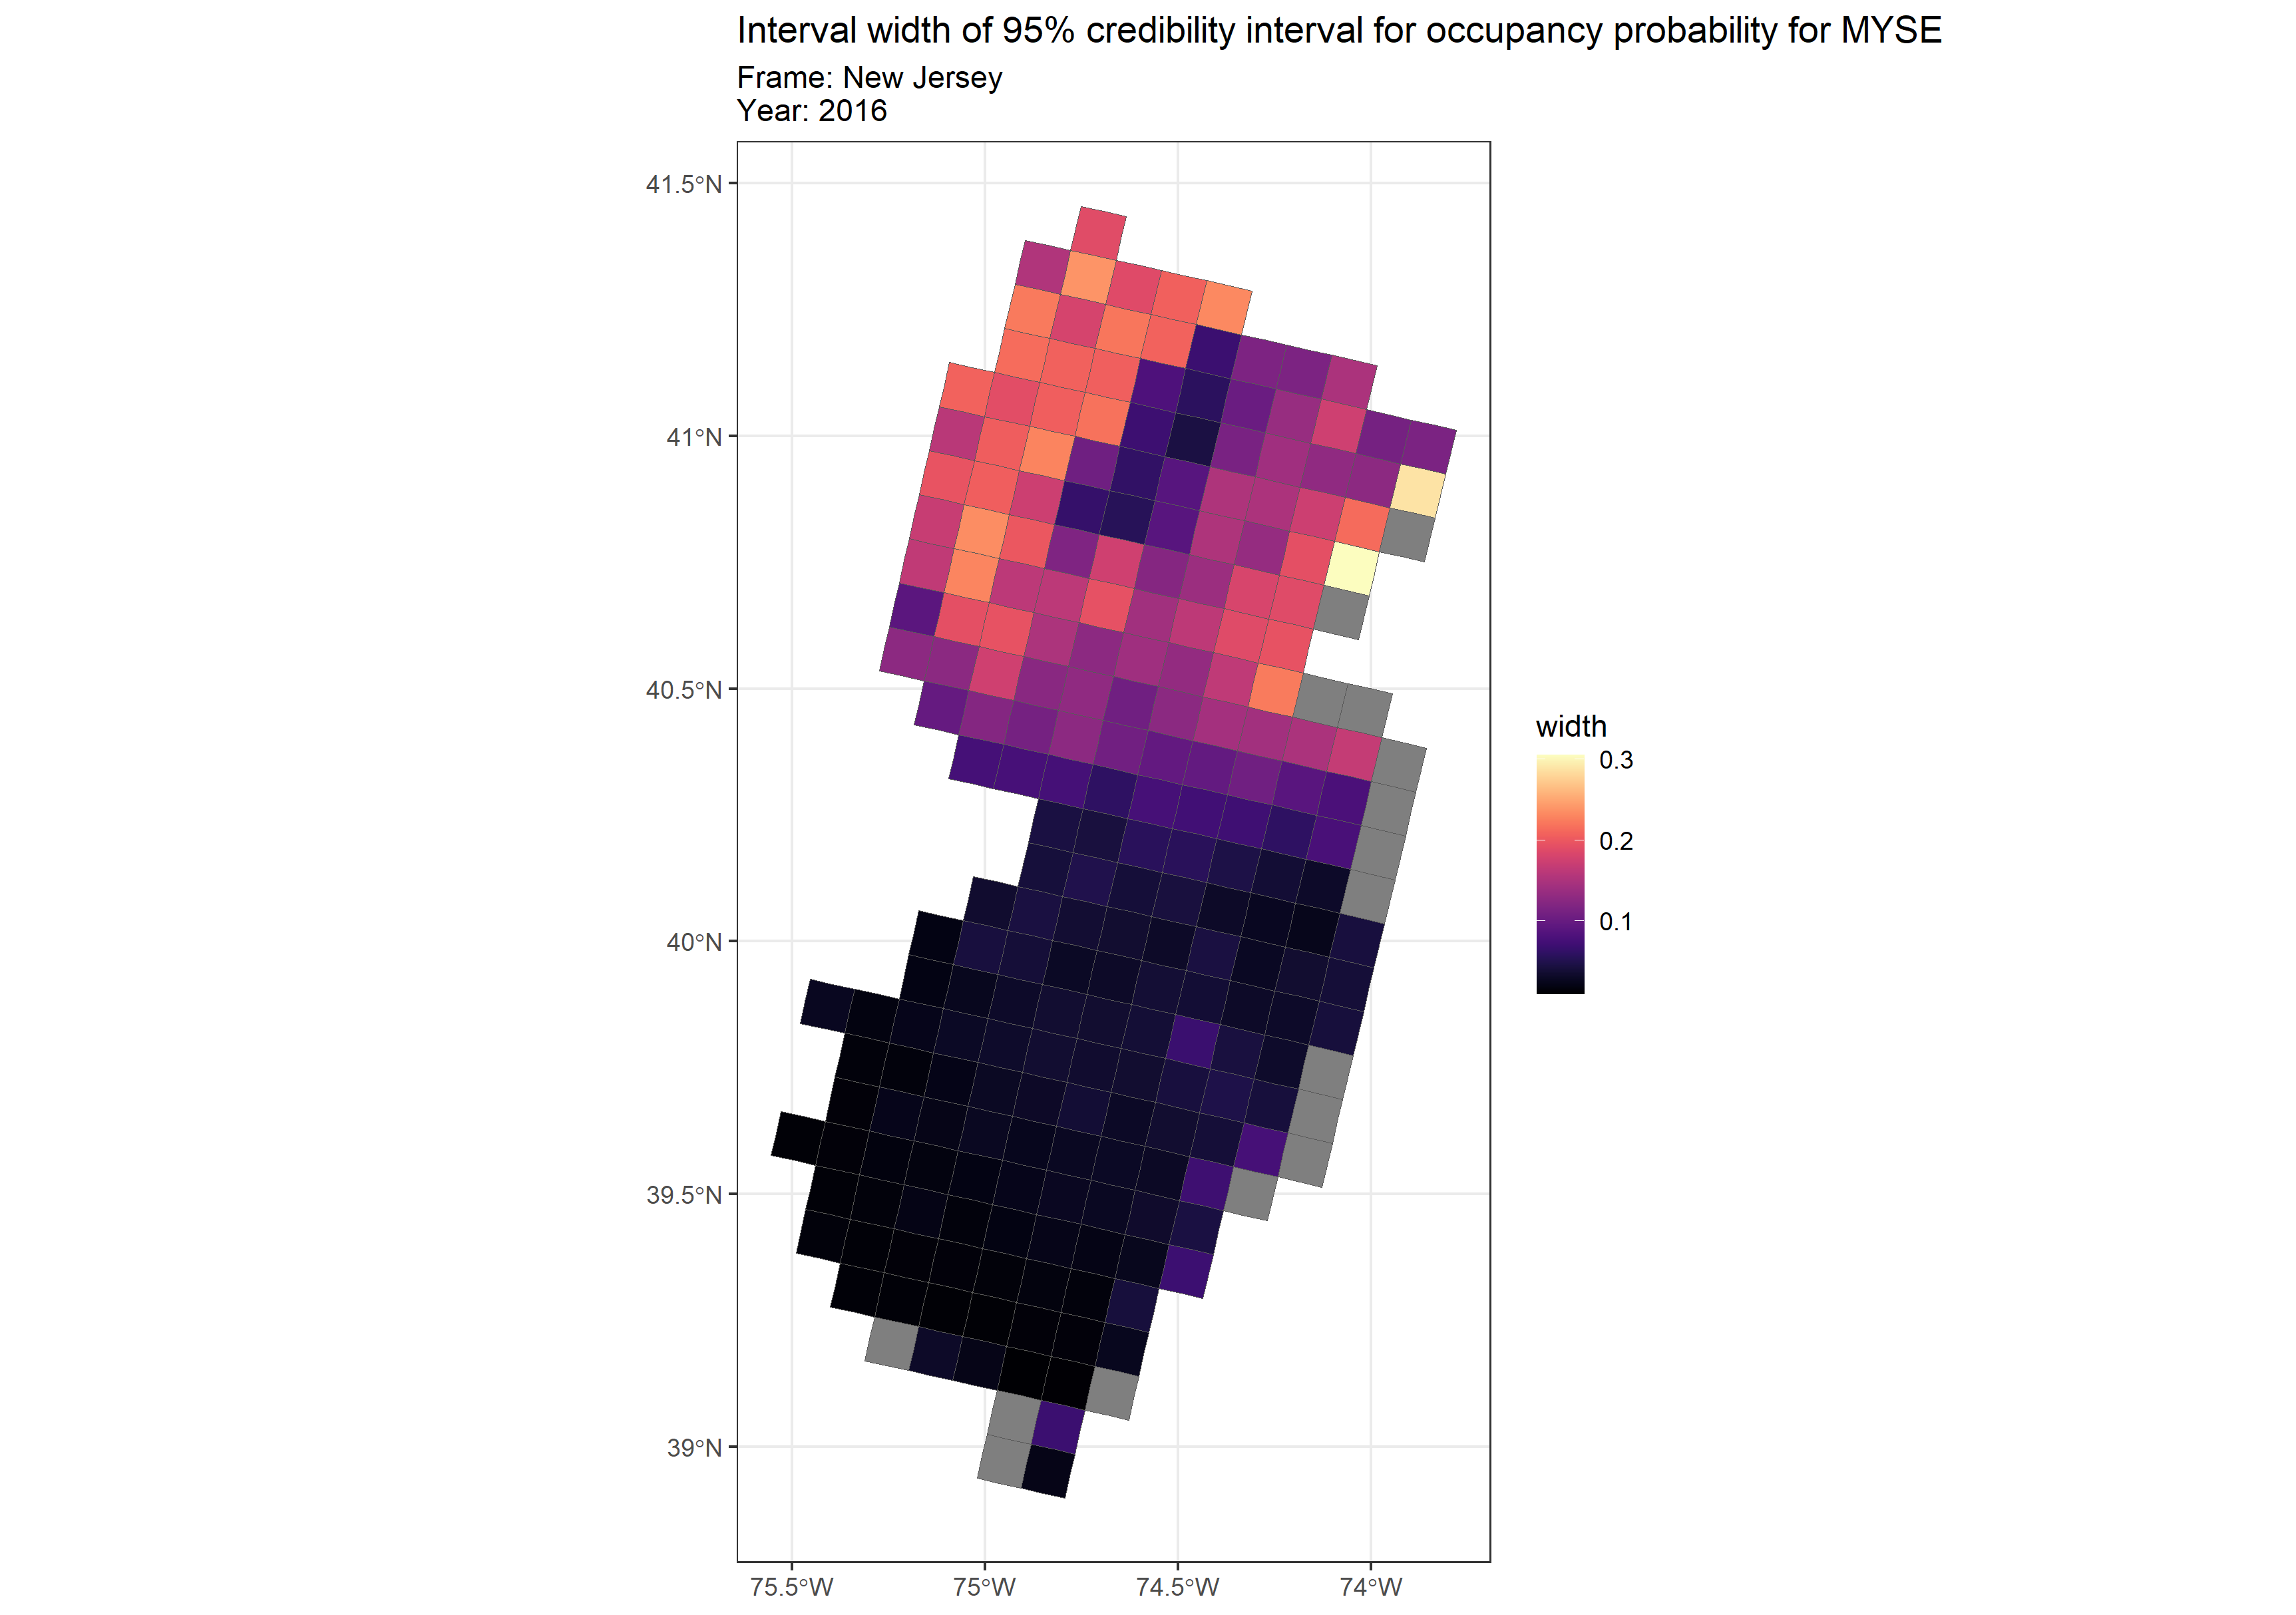 Interval width of 95% credibility interval for occupancy probability for MYSE
Frame: New Jersey
Year: 2016
41.5°N
41°N
40.5°N
40°N
39.5°N
39°N
75.5°W
75°W
74.5°W
74°W
width
0.3
0.2
0.1